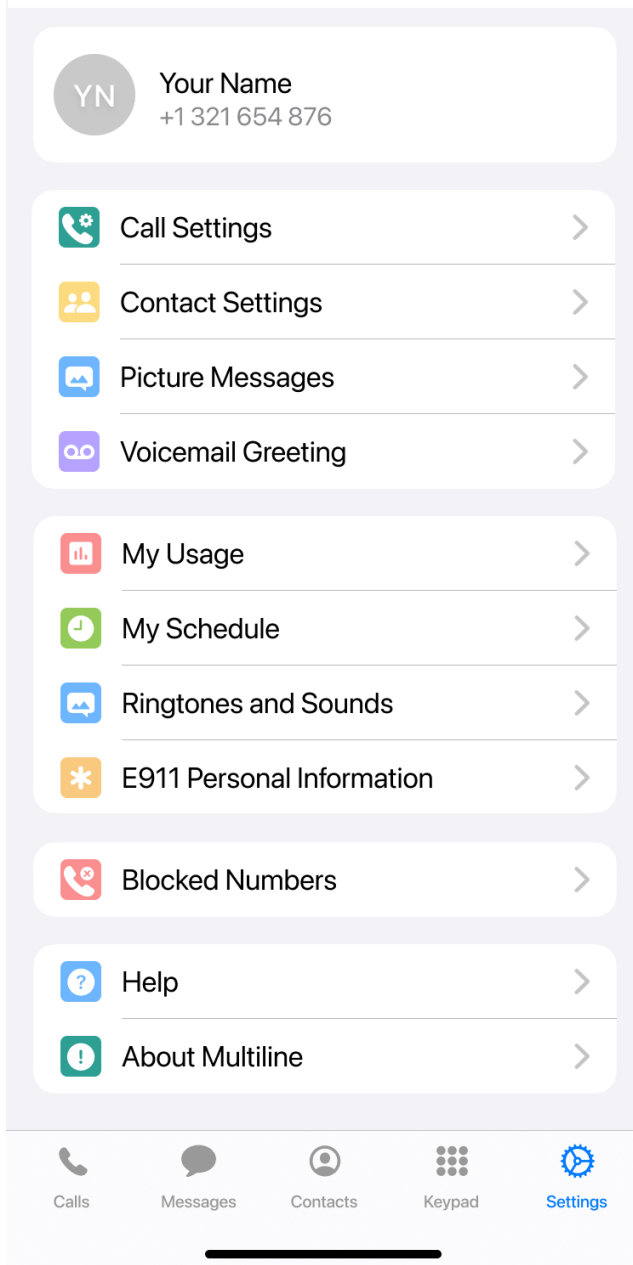 YN
Your Name
+1 321 654 876
Call Settings
Contact Settings
Picture Messages
Voicemail Greeting
My Usage
My Schedule
Ringtones and Sounds
E911 Personal Information
Blocked Numbers
Help
About Multiline
Calls
Messages
Contacts
Keypad
Settings